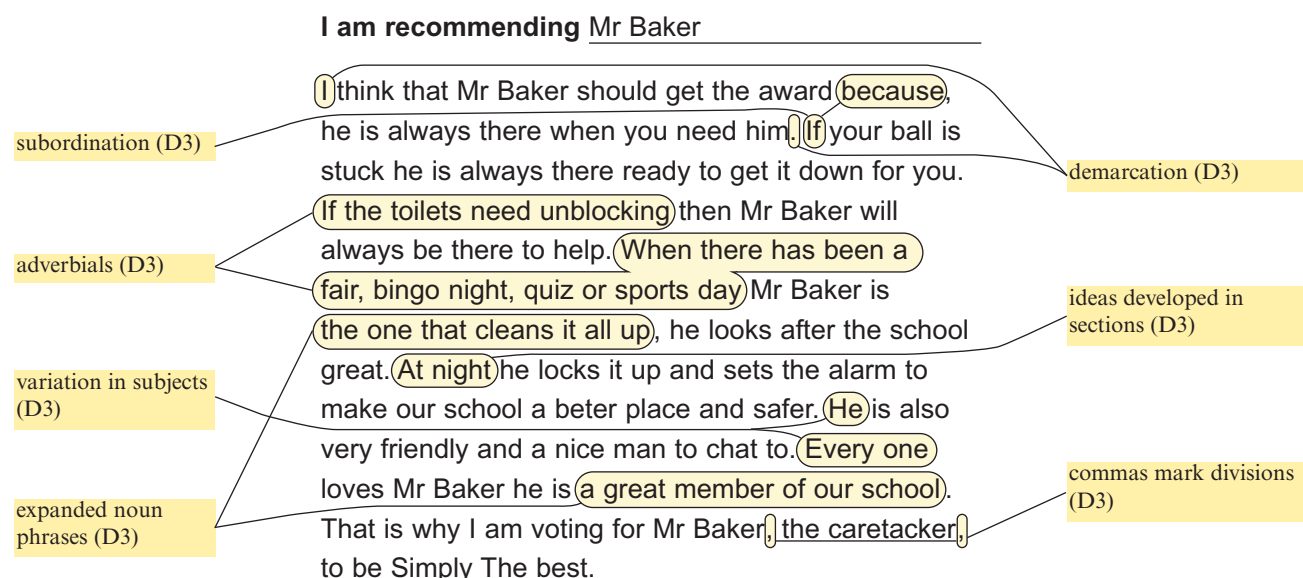 I am recommending Mr Baker
I think that Mr Baker should get the award because,
he is always there when you need him. If your ball is
stuck he is always there ready to get it down for you.
If the toilets need unblocking then Mr Baker will
always be there to help. When there has been a
fair, bingo night, quiz or sports day Mr Baker is
the one that cleans it all up, he looks after the school
great. At night he locks it up and sets the alarm to
make our school a beter place and safer. He is also
very friendly and a nice man to chat to. Every one
loves Mr Baker he is a great member of our school.
That is why I am voting for Mr Baker, the caretacker,
to be Simply The best.
subordination (D3)
adverbials (D3)
variation in subjects
(D3)
expanded noun
phrases (D3)
demarcation (D3)
ideas developed in
sections (D3)
commas mark divisions
(D3)